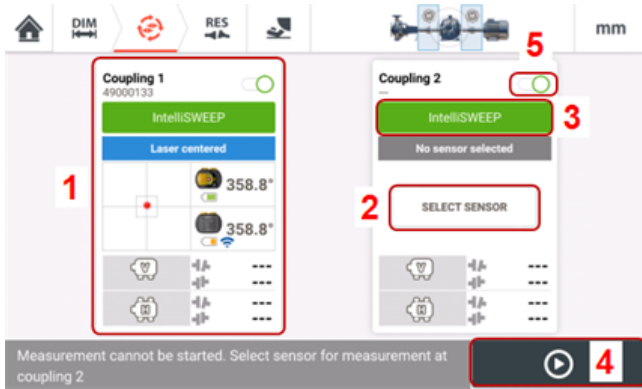 DIM
RES
mm
5
Coupling 1
49000133
IntelliSWEEP
Laser centered
358.8°
358.8°
V
---
---
H
---
---
1
Coupling 2
--
IntelliSWEEP
3
No sensor selected
2
SELECT SENSOR
V
---
---
H
---
---
Measurement cannot be started. Select sensor for measurement at
coupling 2
4